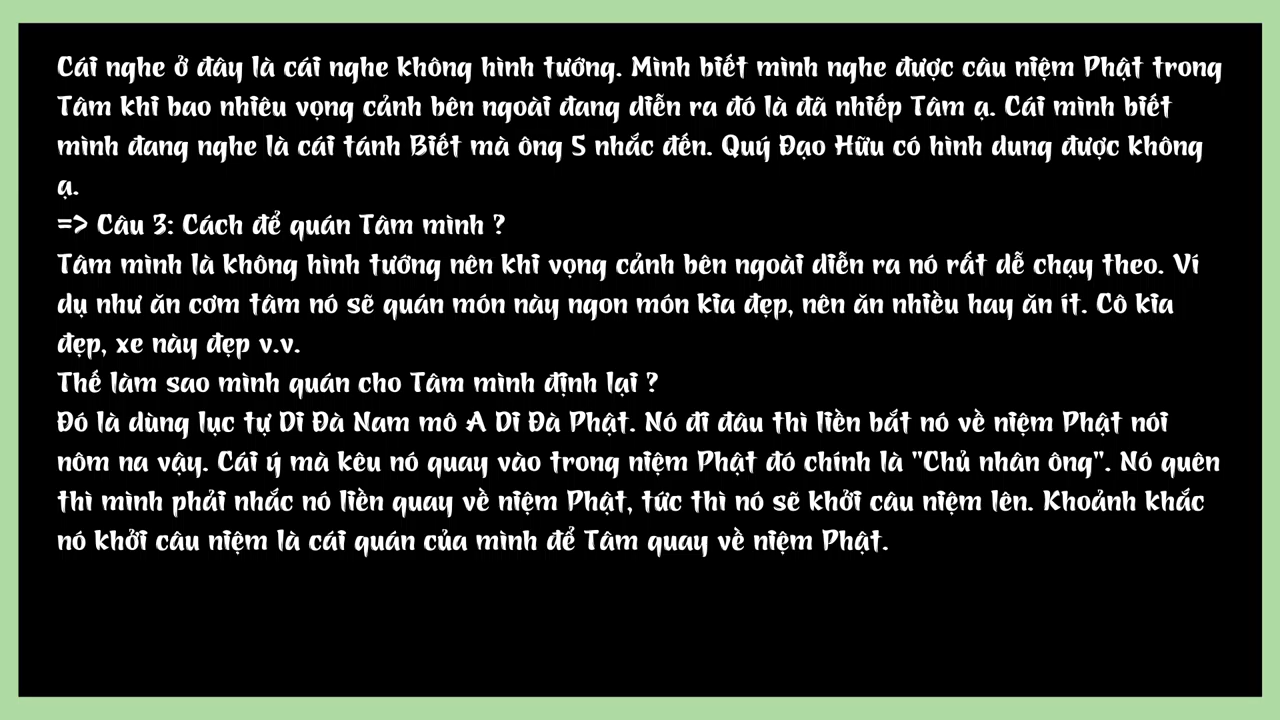 Cái nghe ở đây là cái nghe không hình tướng. Mình biết mình nghe được câu niệm Phật trong
Tâm khi bao nhiêu vọng cảnh bên ngoài đang diễn ra đó là đã nhiếp Tâm ạ. Cái mình biết
mình đang nghe là cái tánh Biết mà ông 5 nhắc đến. Quý Đạo Hữu có hình dung được không
ạ.
=> Câu 3: Cách để quán Tâm mình ?
Tâm mình là không hình tướng nên khi vọng cảnh bên ngoài diễn ra nó rất dễ chạy theo. Ví
dụ như ăn cơm tâm nó sẽ quán món này ngon món kia đẹp, nên ăn nhiều hay ăn ít. Cô kia
đẹp, xe này đẹp v.v.
Thế làm sao mình quán cho Tâm mình định lại ?
Đó là dùng lục tự Di Đà Nam mô A Di Đà Phật. Nó đi đâu thì liền bắt nó về niệm Phật nói
nôm na vậy. Cái ý mà kêu nó quay vào trong niệm Phật đó chính là "Chủ nhân ông". Nó quên
thì mình phải nhắc nó liền quay về niệm Phật, tức thì nó sẽ khởi câu niệm lên. Khoảnh khắc
nó khởi câu niệm là cái quán của mình để Tâm quay về niệm Phật.